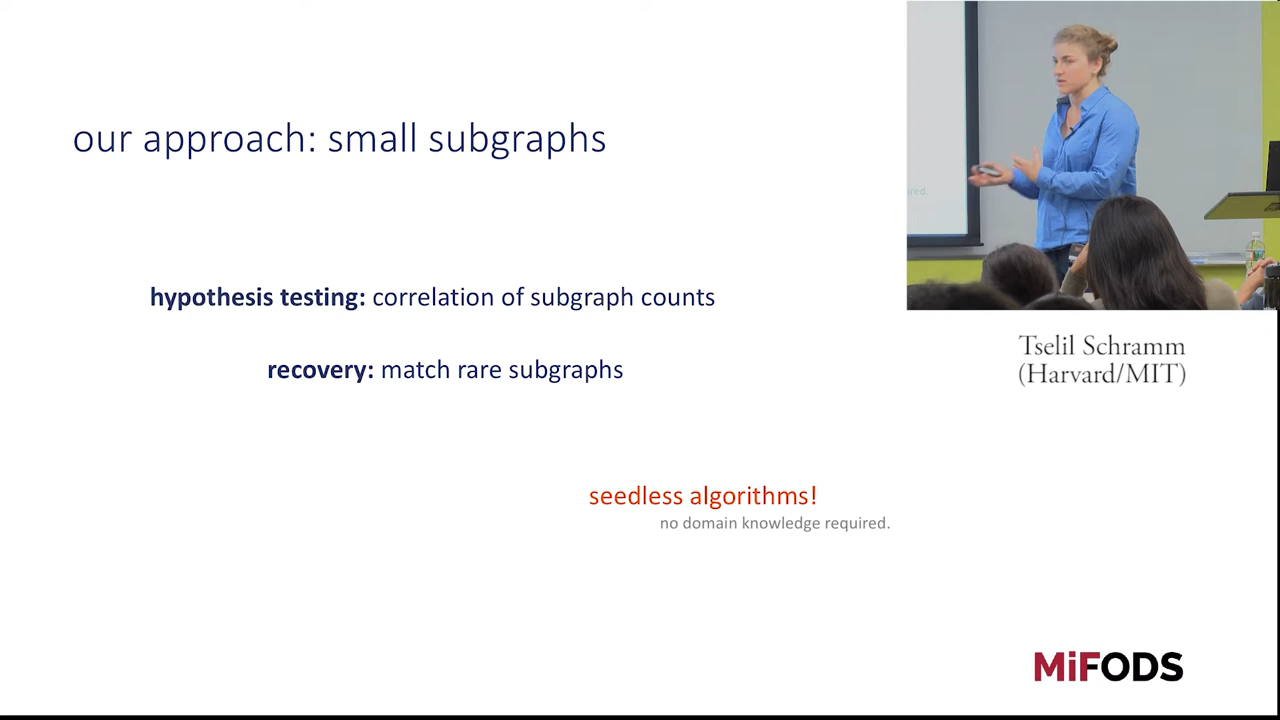 our approach: small subgraphs
hypothesis testing: correlation of subgraph counts
recovery: match rare subgraphs
seedless algorithms!
no domain knowledge required.
Tselil Schramm
(Harvard/MIT)
MiFODS